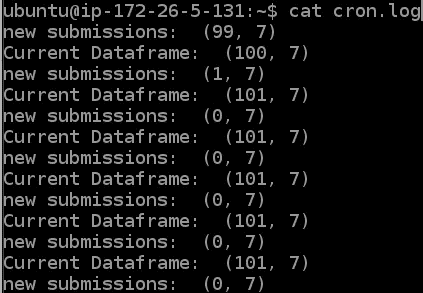 ubuntu@ip-172-26-5-131:~$ cat cron.log
new submissions:  (99, 7)
Current Dataframe:  (100, 7)
new submissions:  (1, 7)
Current Dataframe:  (101, 7)
new submissions:  (0, 7)
Current Dataframe:  (101, 7)
new submissions:  (0, 7)
Current Dataframe:  (101, 7)
new submissions:  (0, 7)
Current Dataframe:  (101, 7)
new submissions:  (0, 7)
Current Dataframe:  (101, 7)
new submissions:  (0, 7)